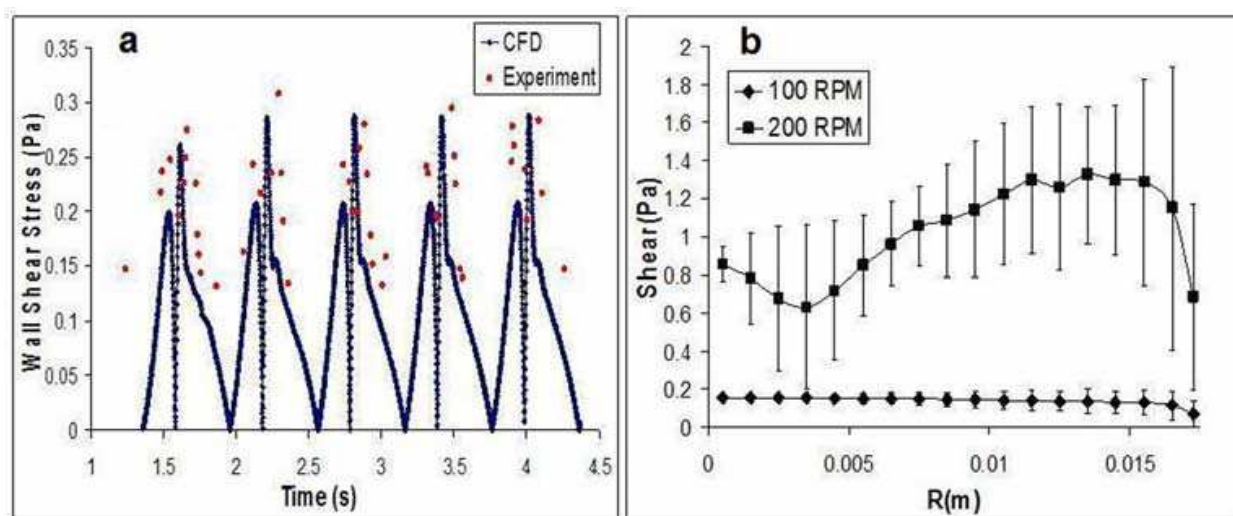 a
CFD
Experiment
Wall Shear Stress (Pa)
0.35
0.3
0.25
0.2
0.15
0.1
0.05
0
1 1.5 2 2.5 3 3.5 4 4.5
Time (s)
b
100 RPM
200 RPM
Shear (Pa)
2
1.8
1.6
1.4
1.2
1
0.8
0.6
0.4
0.2
0
0 0.005 0.01 0.015
R(m)